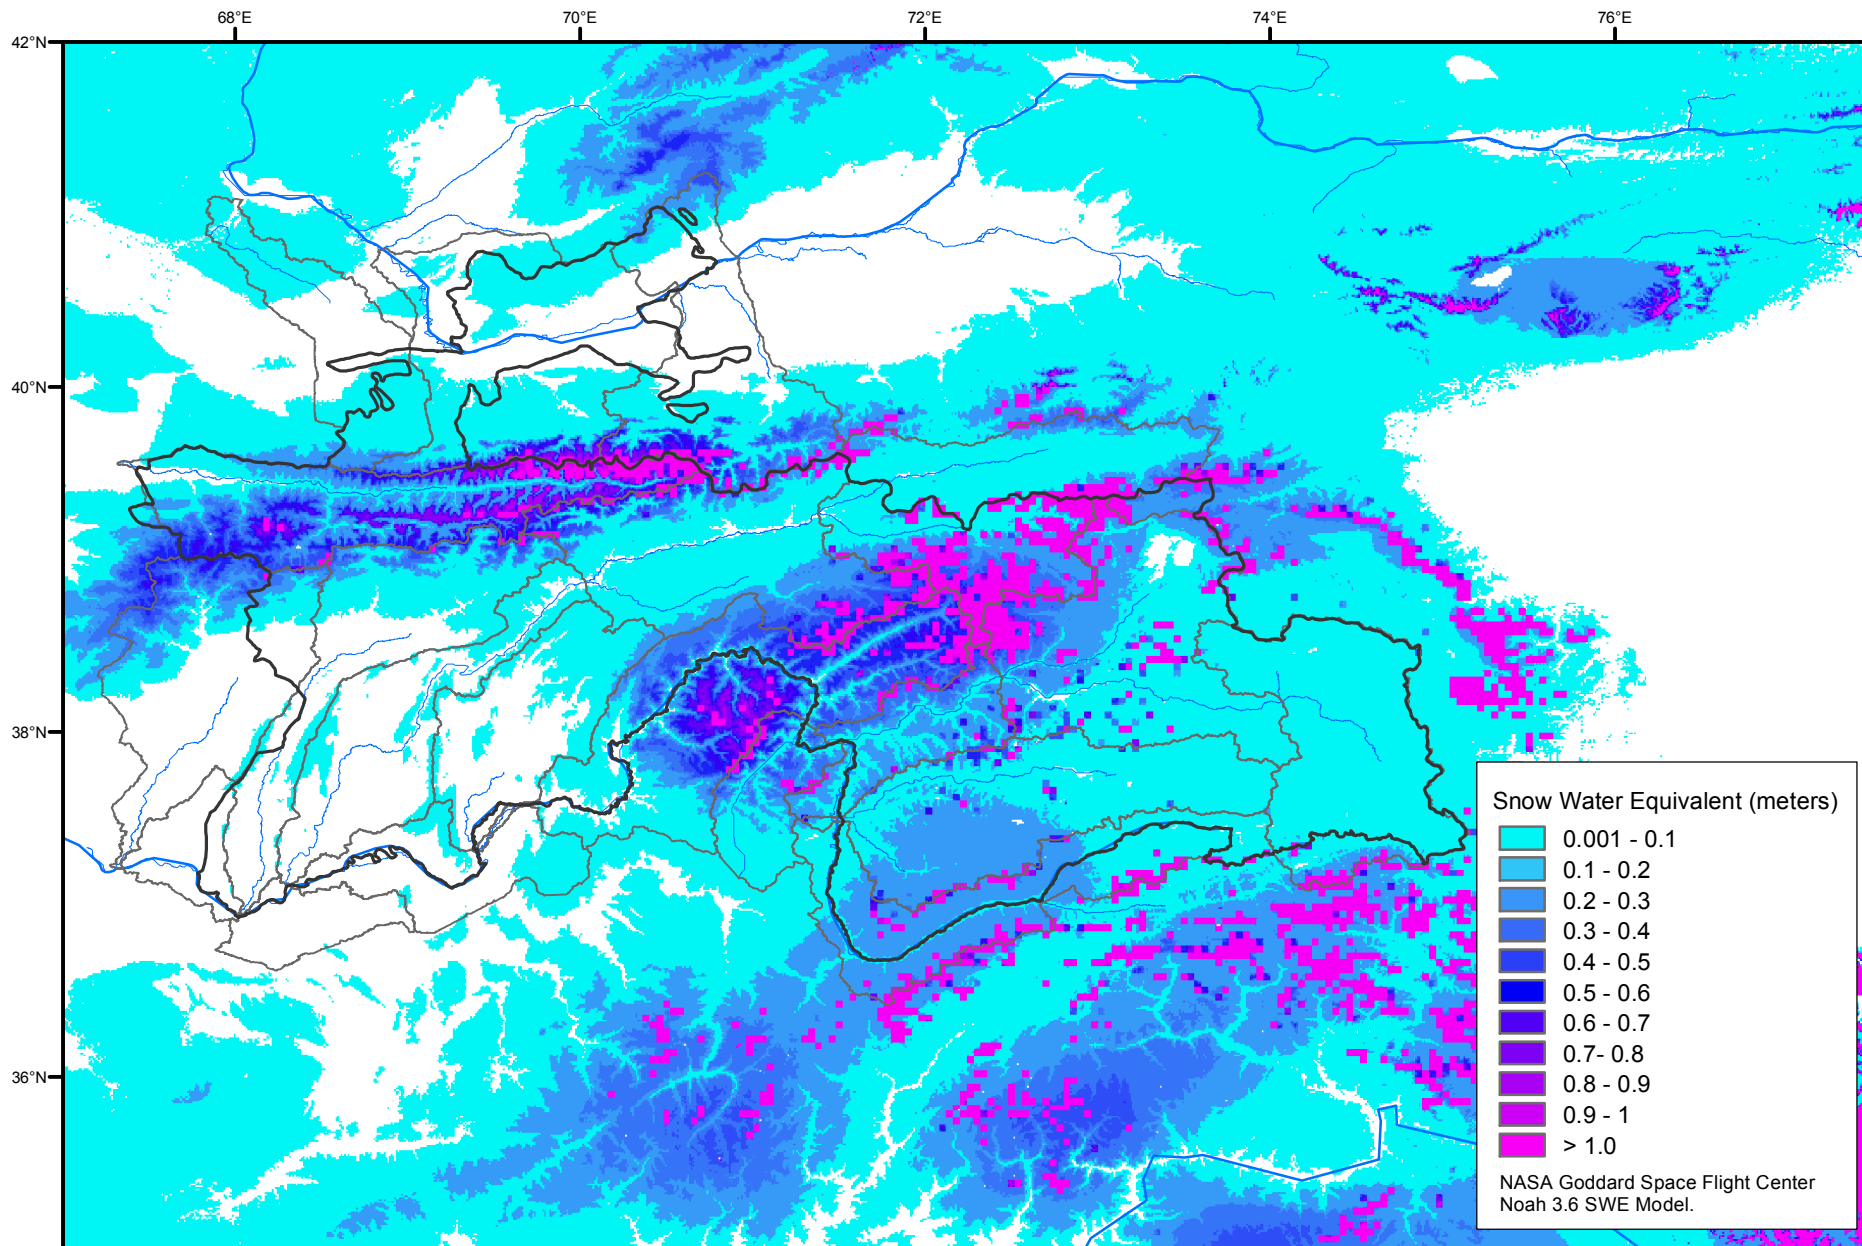 68°E 70°E 72°E 74°E 76°E
42°N
40°N
38°N
36°N
Snow Water Equivalent (meters)
0.001 - 0.1
0.1 - 0.2
0.2 - 0.3
0.3 - 0.4
0.4 - 0.5
0.5 - 0.6
0.6 - 0.7
0.7- 0.8
0.8 - 0.9
0.9 - 1
> 1.0
NASA Goddard Space Flight Center
Noah 3.6 SWE Model.